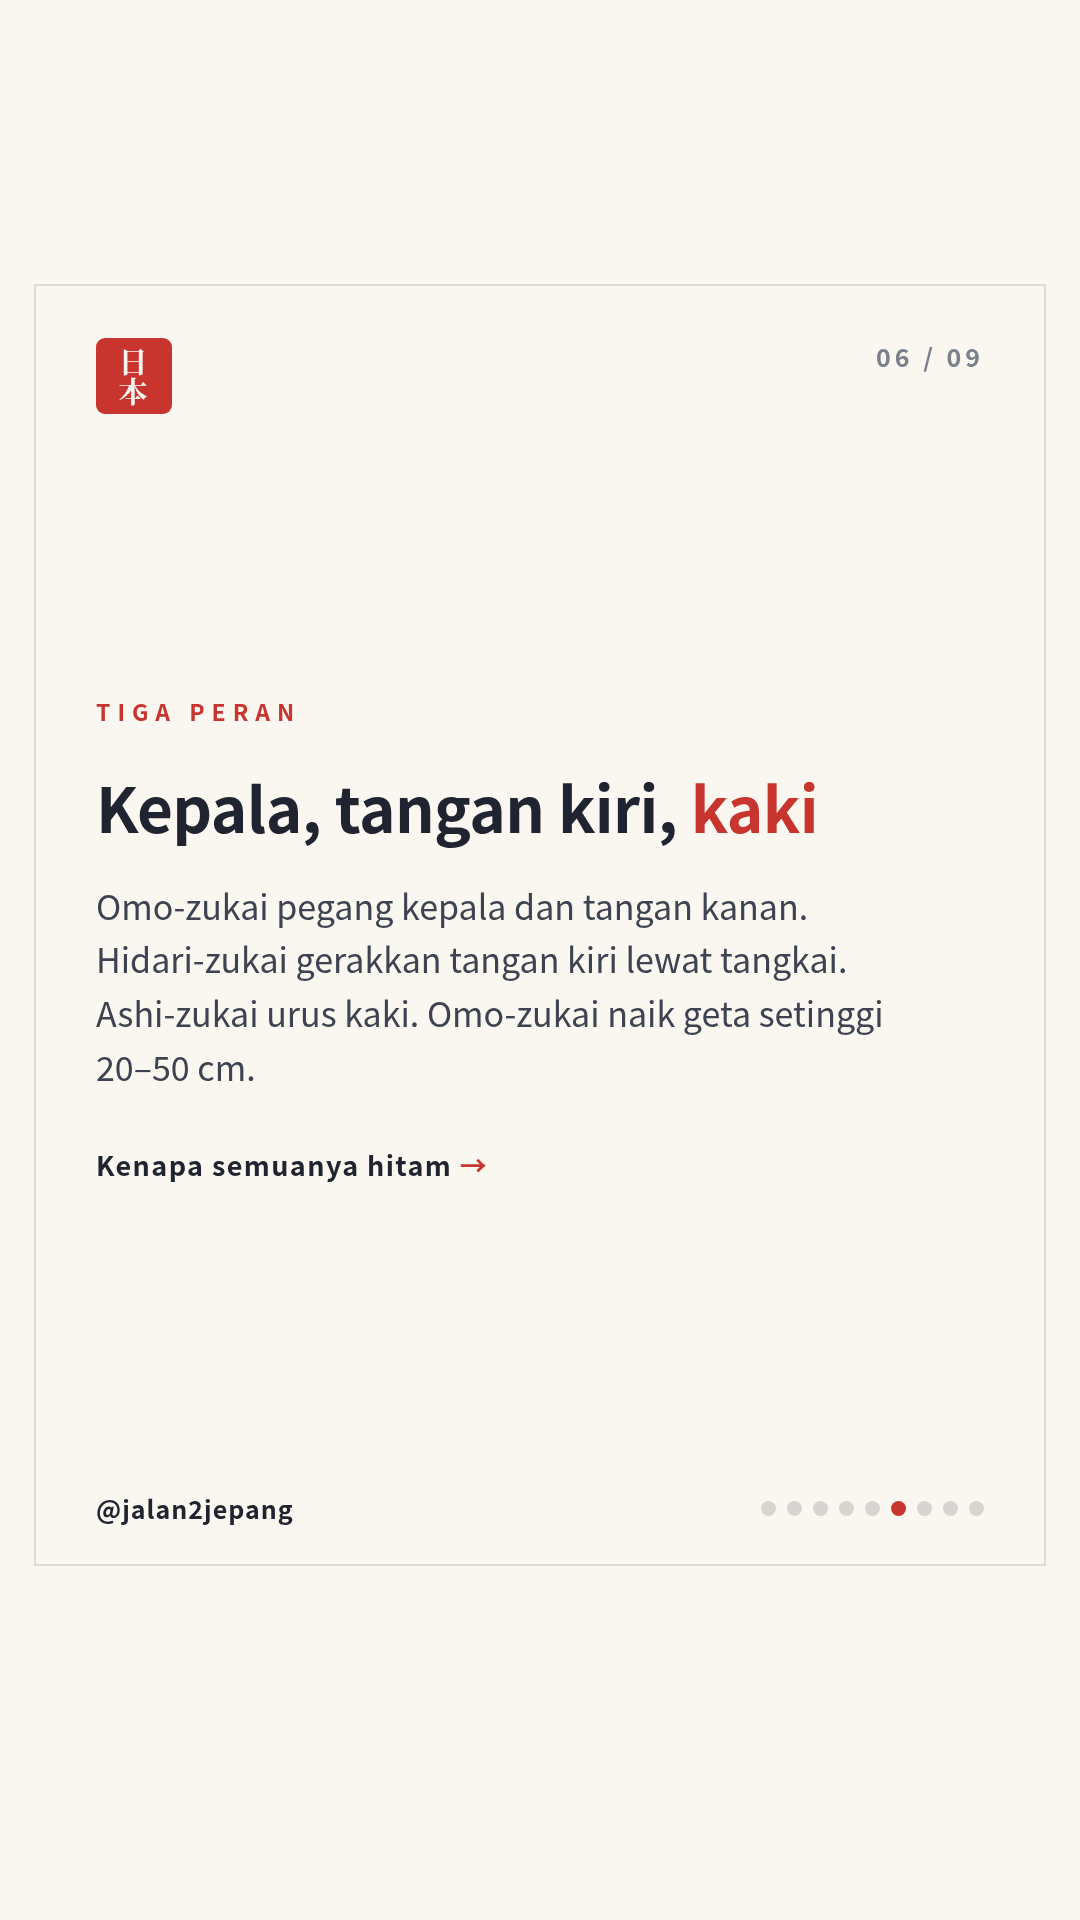 日
本
06 / 09
TIGA PERAN
Kepala, tangan kiri, kaki
Omo-zukai pegang kepala dan tangan kanan.
Hidari-zukai gerakkan tangan kiri lewat tangkai.
Ashi-zukai urus kaki. Omo-zukai naik geta setinggi
20–50 cm.
Kenapa semuanya hitam →
@jalan2jepang